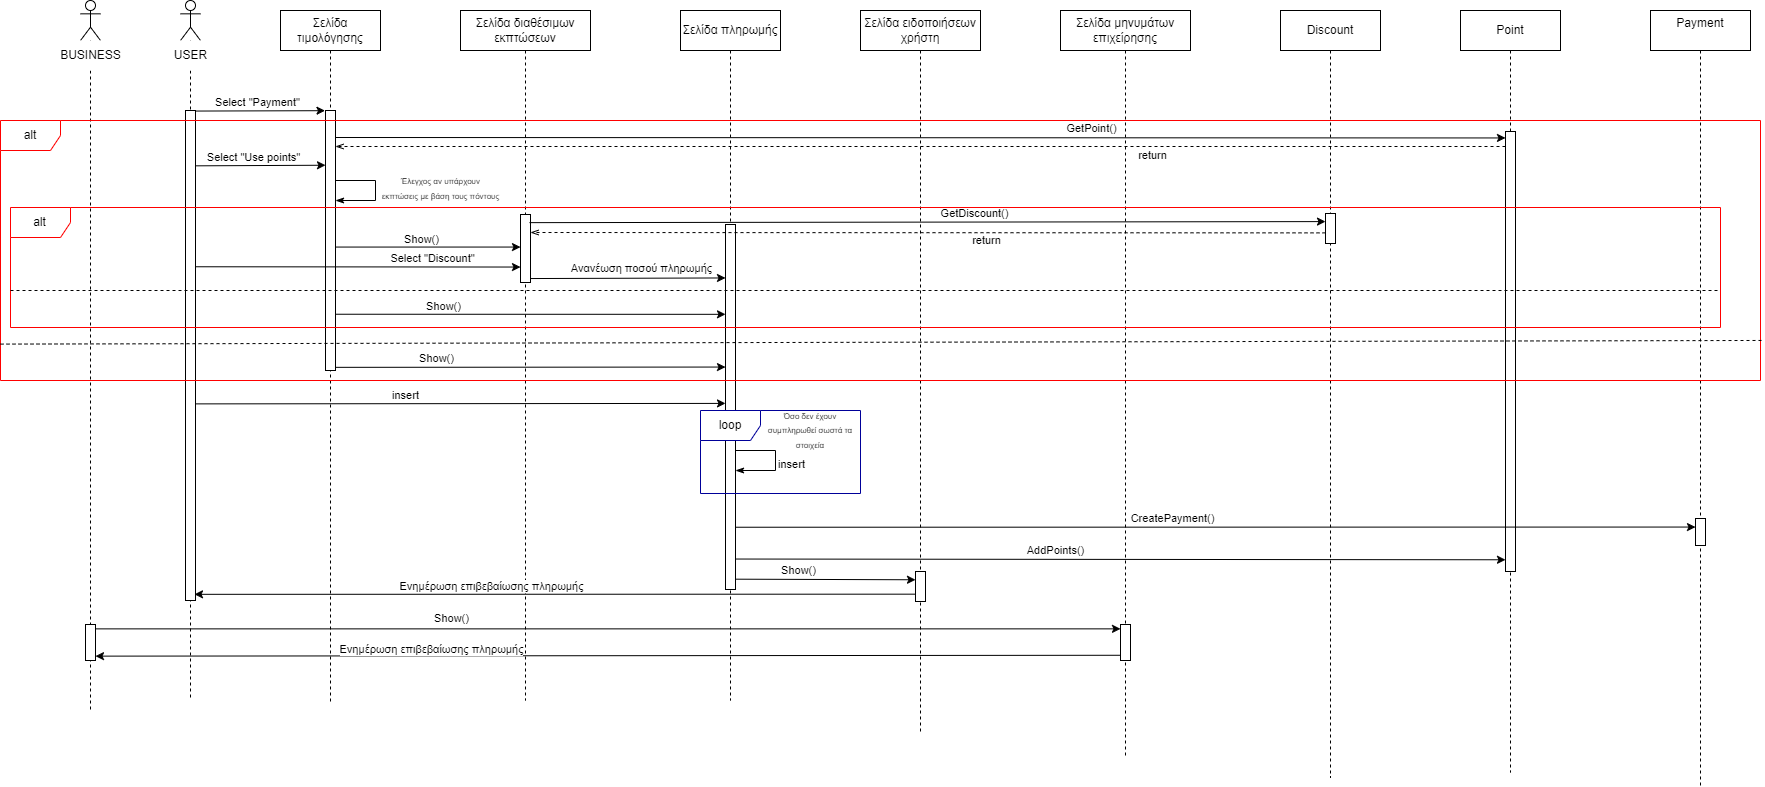 BUSINESS
USER
Σελίδα
τιμολόγησης
Σελίδα διαθέσιμων
εκπτώσεων
Σελίδα πληρωμής
Σελίδα ειδοποιήσεων
χρήστη
Σελίδα μηνυμάτων
επιχείρησης
Discount
Point
Payment
Select "Payment"
alt
GetPoint()
return
Select "Use points"
Έλεγχος αν υπάρχουν
εκπτώσεις με βάση τους πόντους
alt
GetDiscount()
return
Show()
Select "Discount"
Ανανέωση ποσού πληρωμής
Show()
Show()
insert
loop
Όσο δεν έχουν
συμπληρωθεί σωστά τα
στοιχεία
insert
CreatePayment()
AddPoints()
Show()
Ενημέρωση επιβεβαίωσης πληρωμής
Show()
Ενημέρωση επιβεβαίωσης πληρωμής